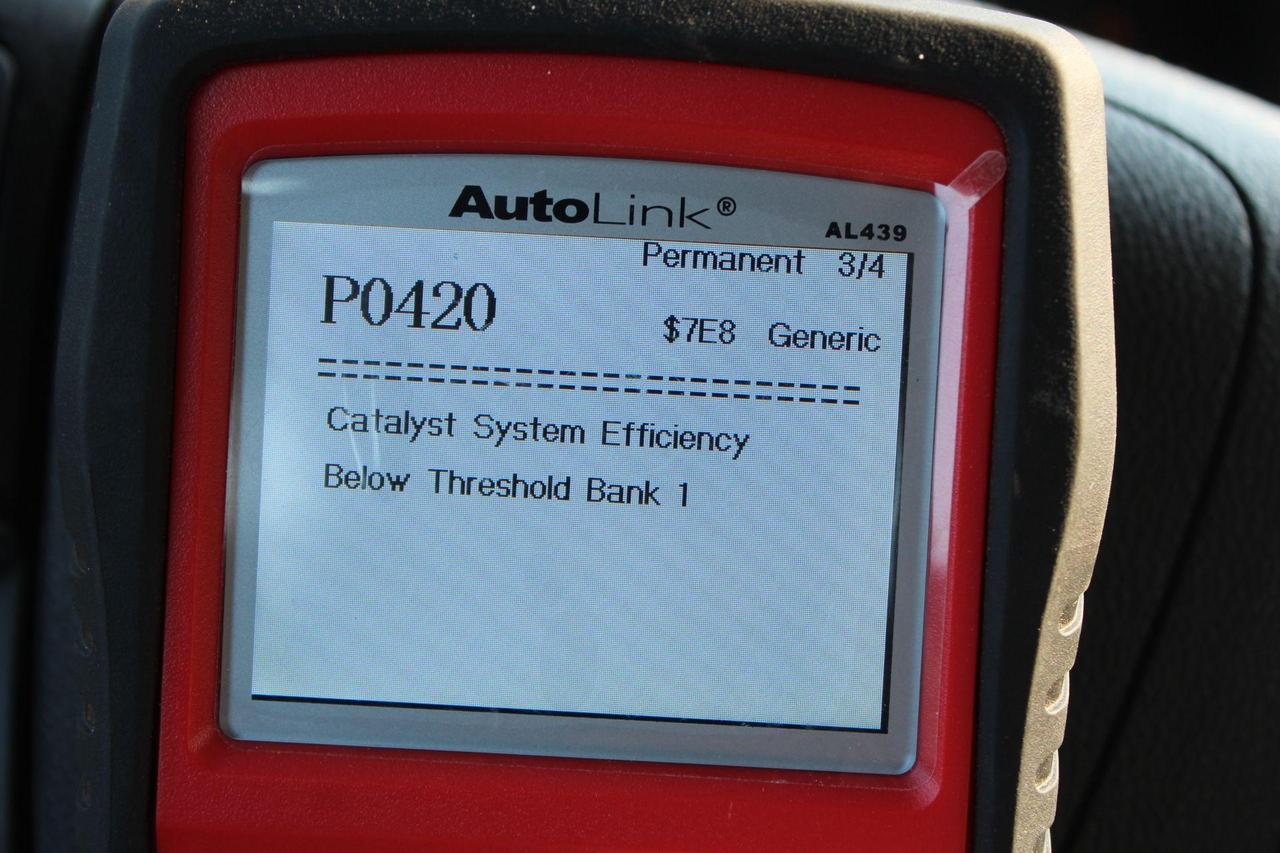 AutoLink®
AL439
Permanent 3/4
P0420
$7E8 Generic
==============================
Catalyst System Efficiency
Below Threshold Bank 1